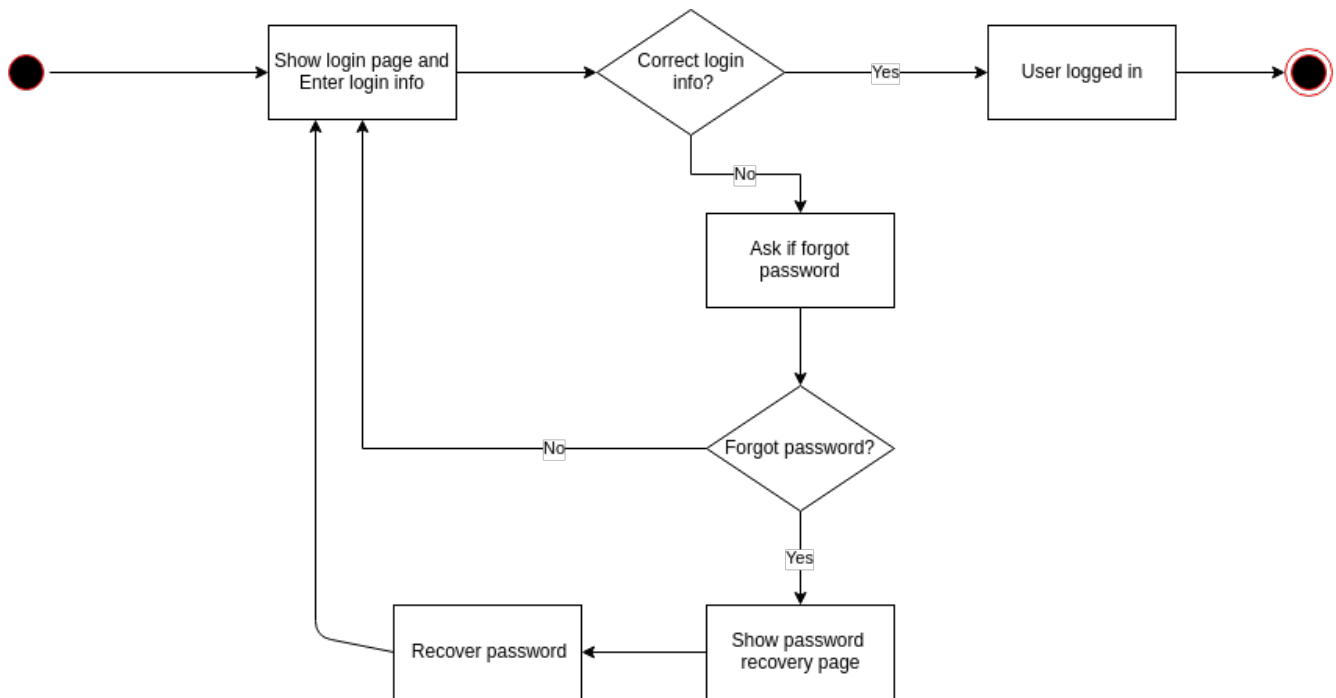 Show login page and
Enter login info
Correct login
info?
Yes
User logged in
No
Ask if forgot
password
Forgot password?
No
Yes
Show password
recovery page
Recover password